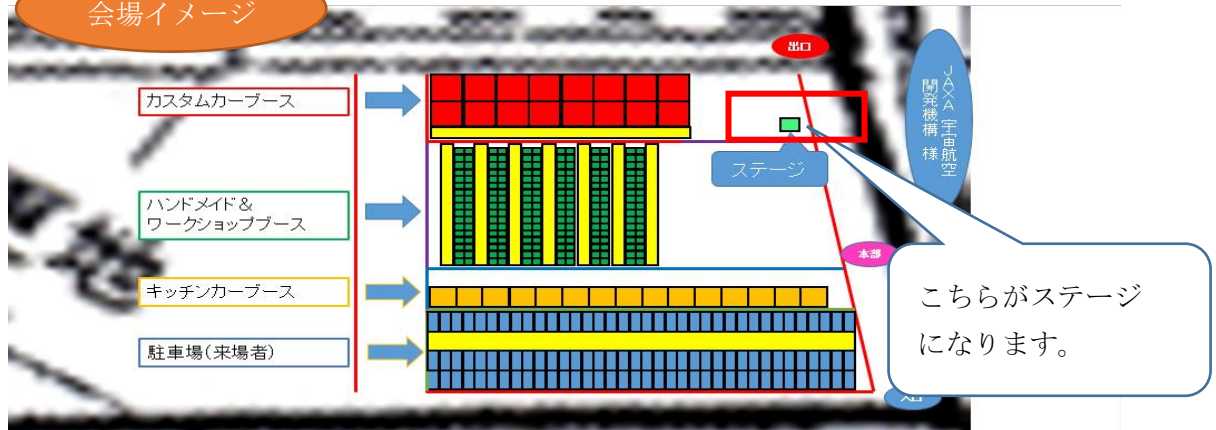 会場イメージ
出口
カスタムカーブース
JAXA 宇宙航空
開発機構 様
ステージ
ハンドメイド&
ワークショップブース
本部
キッチンカーブース
こちらがステージ
になります。
駐車場(来場者)